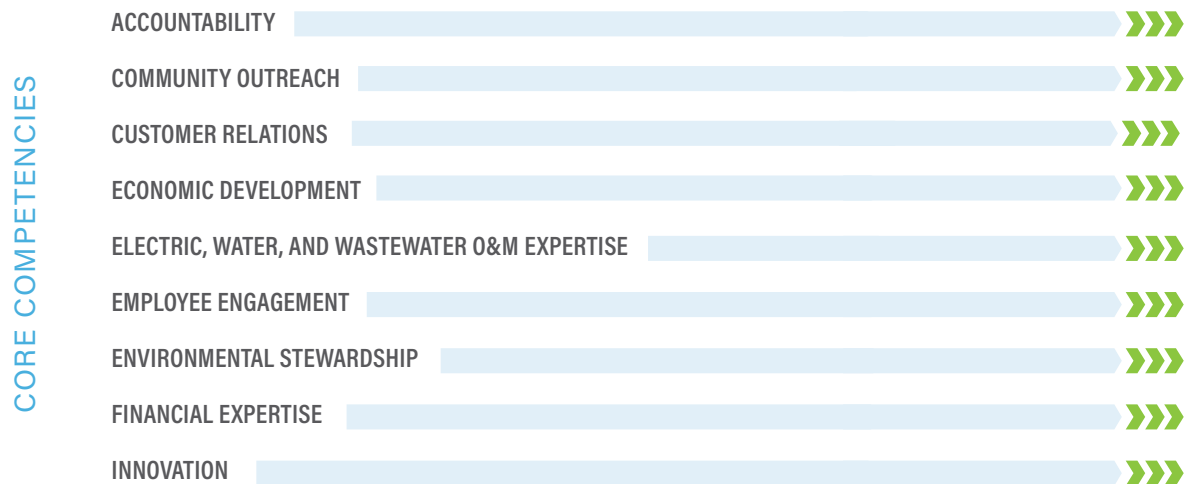 CORE COMPETENCIES
ACCOUNTABILITY
COMMUNITY OUTREACH
CUSTOMER RELATIONS
ECONOMIC DEVELOPMENT
ELECTRIC, WATER, AND WASTEWATER O&M EXPERTISE
EMPLOYEE ENGAGEMENT
ENVIRONMENTAL STEWARDSHIP
FINANCIAL EXPERTISE
INNOVATION